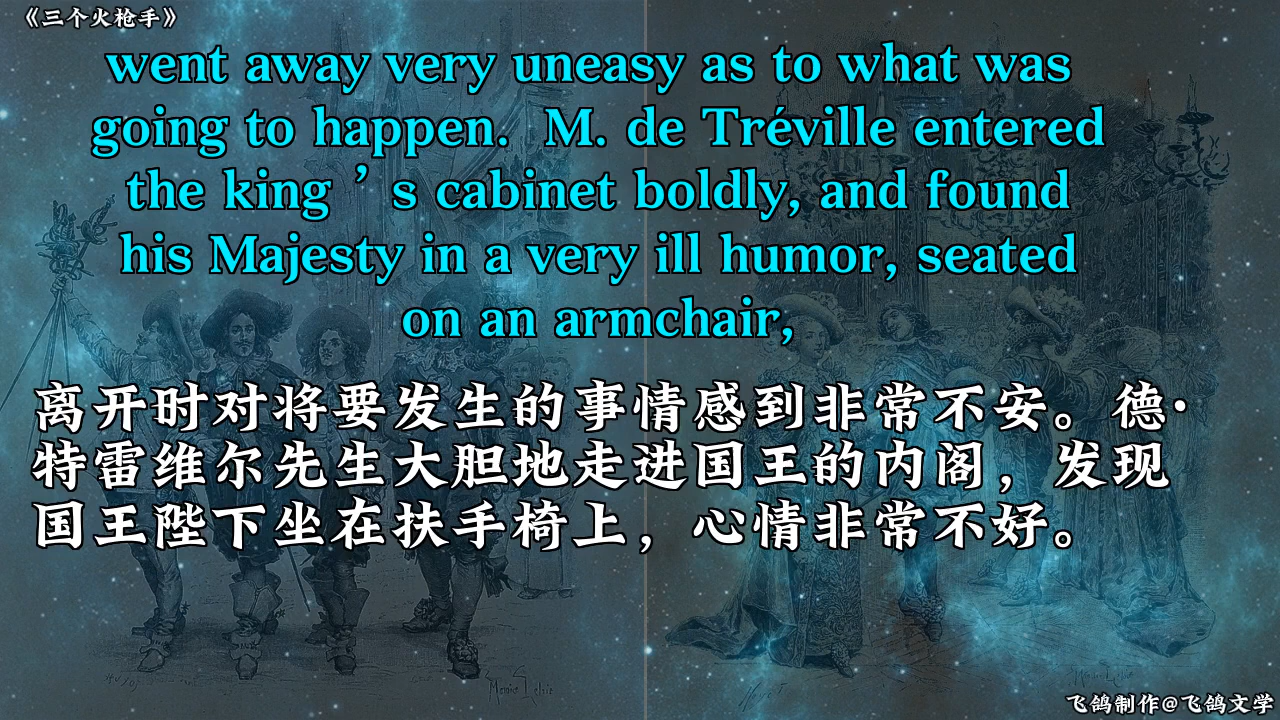 《三个火枪手》
went away very uneasy as to what was
going to happen.  M. de Tréville entered
the king ’ s cabinet boldly, and found
his Majesty in a very ill humor, seated
on an armchair,
离开时对将要发生的事情感到非常不安。德·
特雷维尔先生大胆地走进国王的内阁，发现
国王陛下坐在扶手椅上，心情非常不好。
飞鸽制作@飞鸽文学